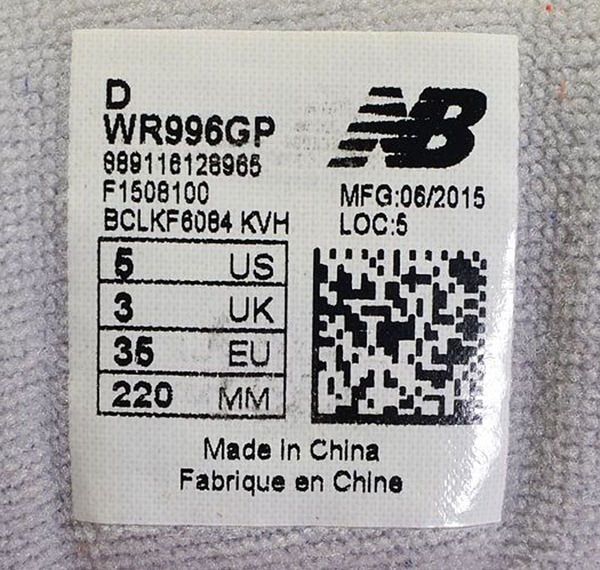 D
WR996GP
889116128965
F1508100
BCLKF6084 KVH
NB
MFG:06/2015
LOC:5
5 US
3 UK
35 EU
220 MM
Made in China
Fabrique en Chine